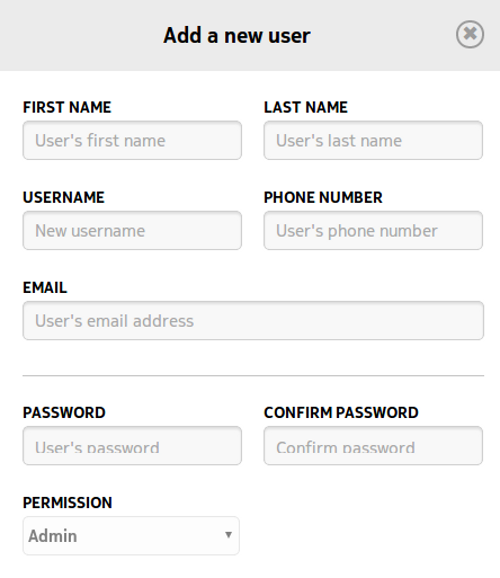 Add a new user
FIRST NAME
LAST NAME
User's first name
User's last name
USERNAME
PHONE NUMBER
New username
User's phone number
EMAIL
User's email address
PASSWORD
CONFIRM PASSWORD
User's password
Confirm password
PERMISSION
Admin